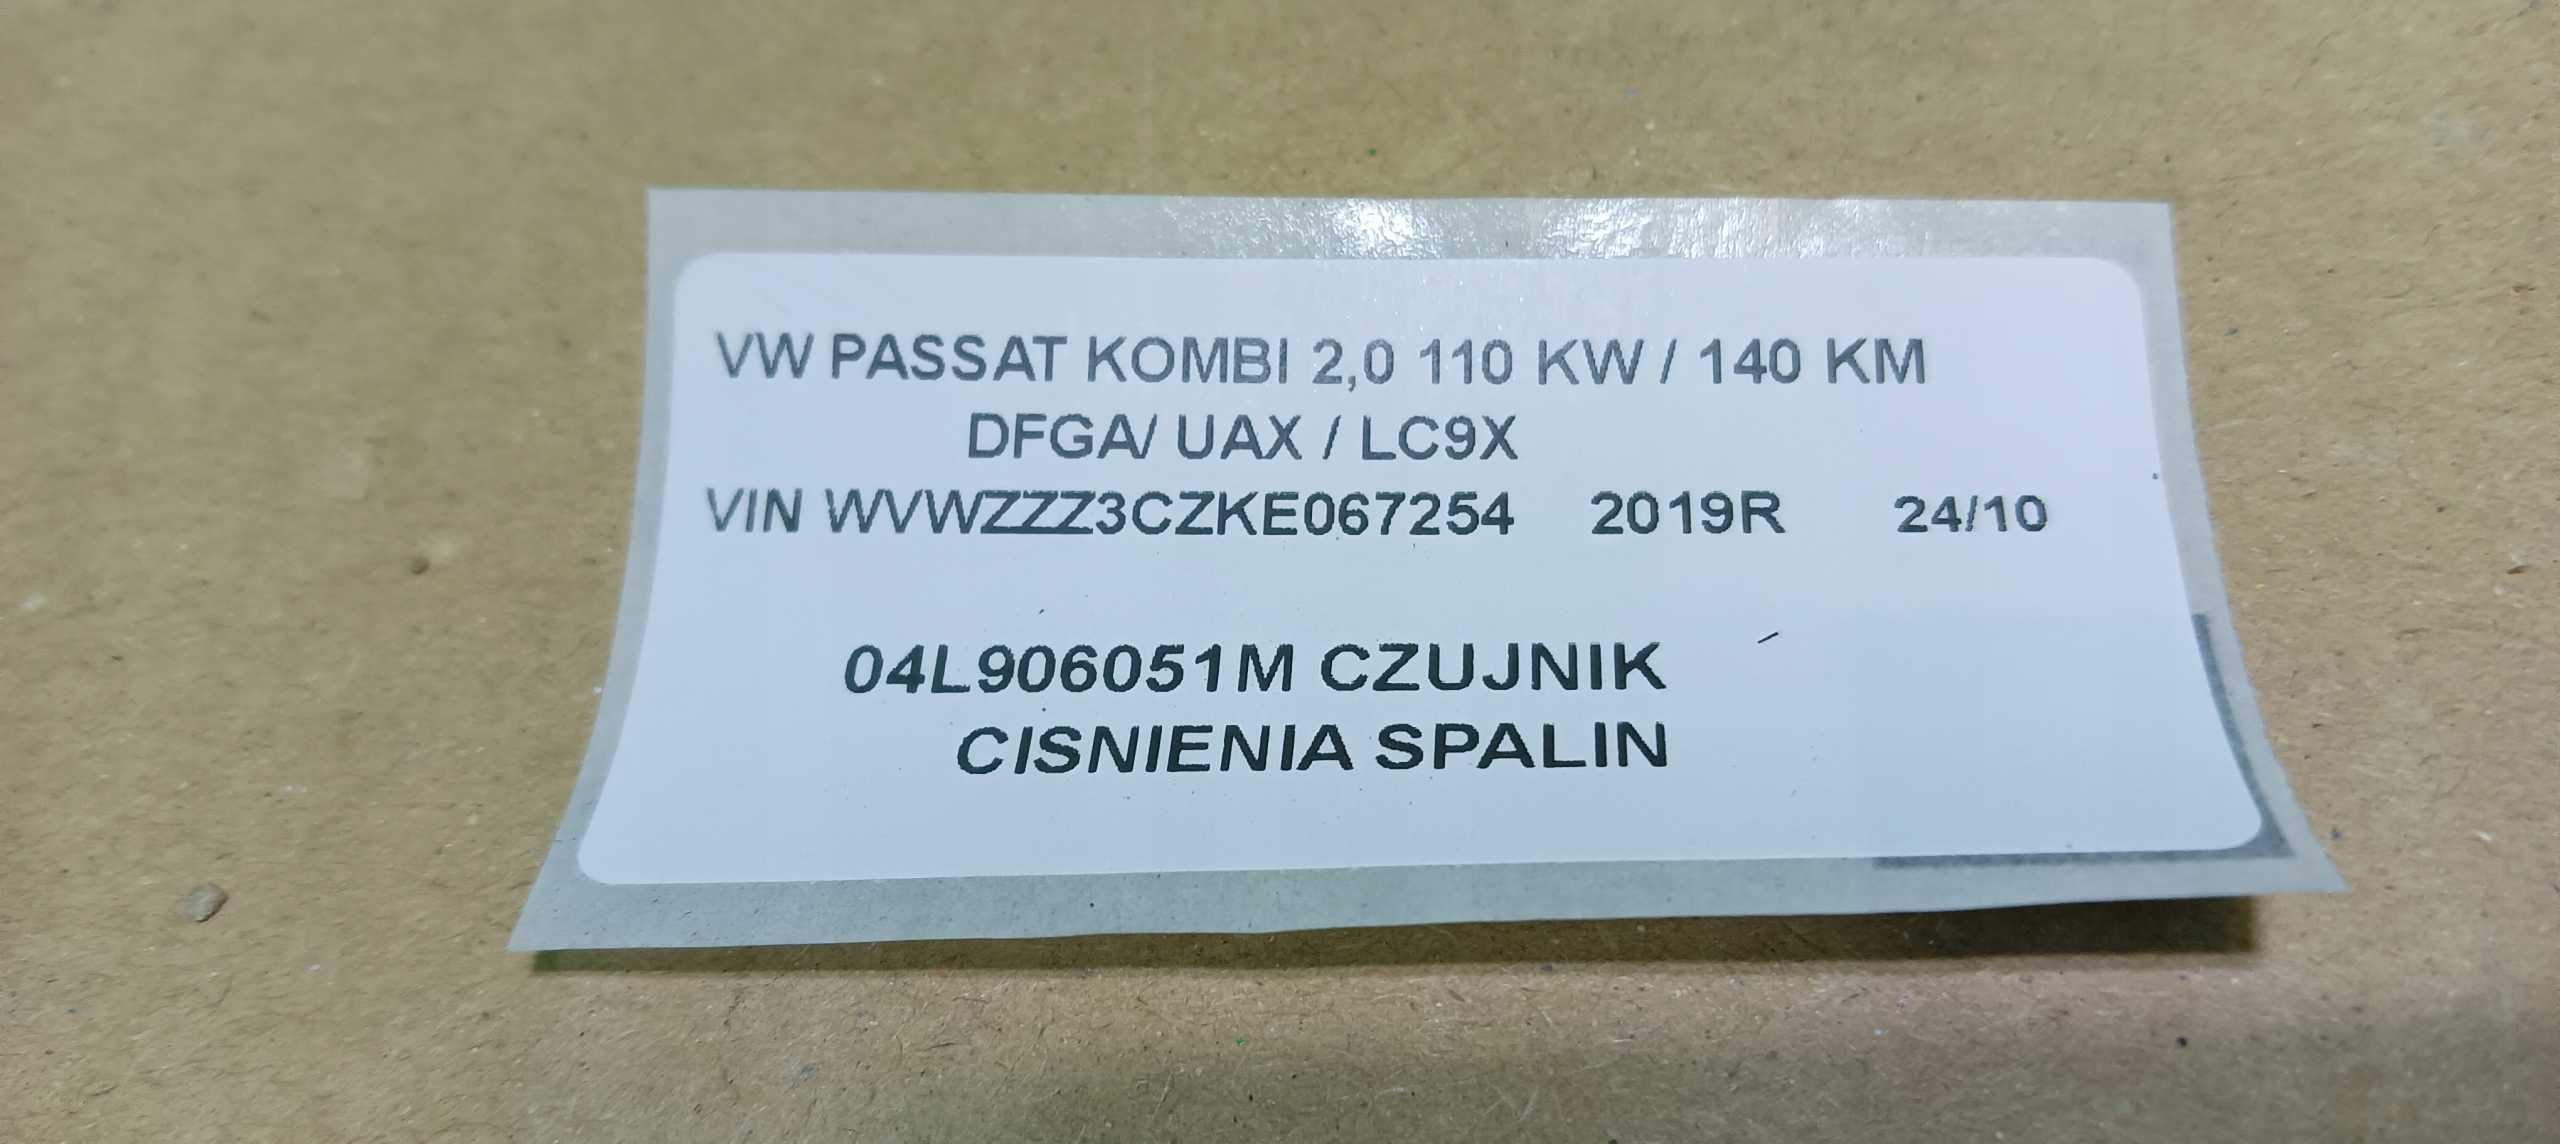 VW PASSAT KOMBI 2,0 110 KW / 140 KM
DFGA/ UAX / LC9X
VIN WVWZZZ3CZKE067254 2019R 24/10
04L906051M CZUJNIK
CISNIENIA SPALIN